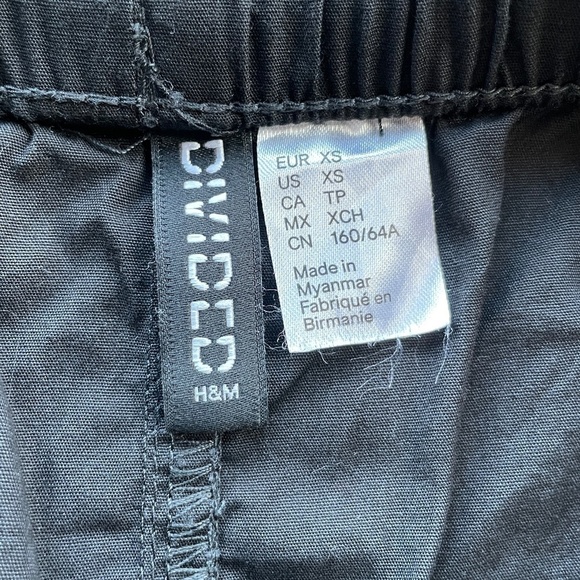 DIVIDED
H&M
EUR XS
US XS
CA TP
MX XCH
CN 160/64A
Made in
Myanmar
Fabriqué en
Birmanie